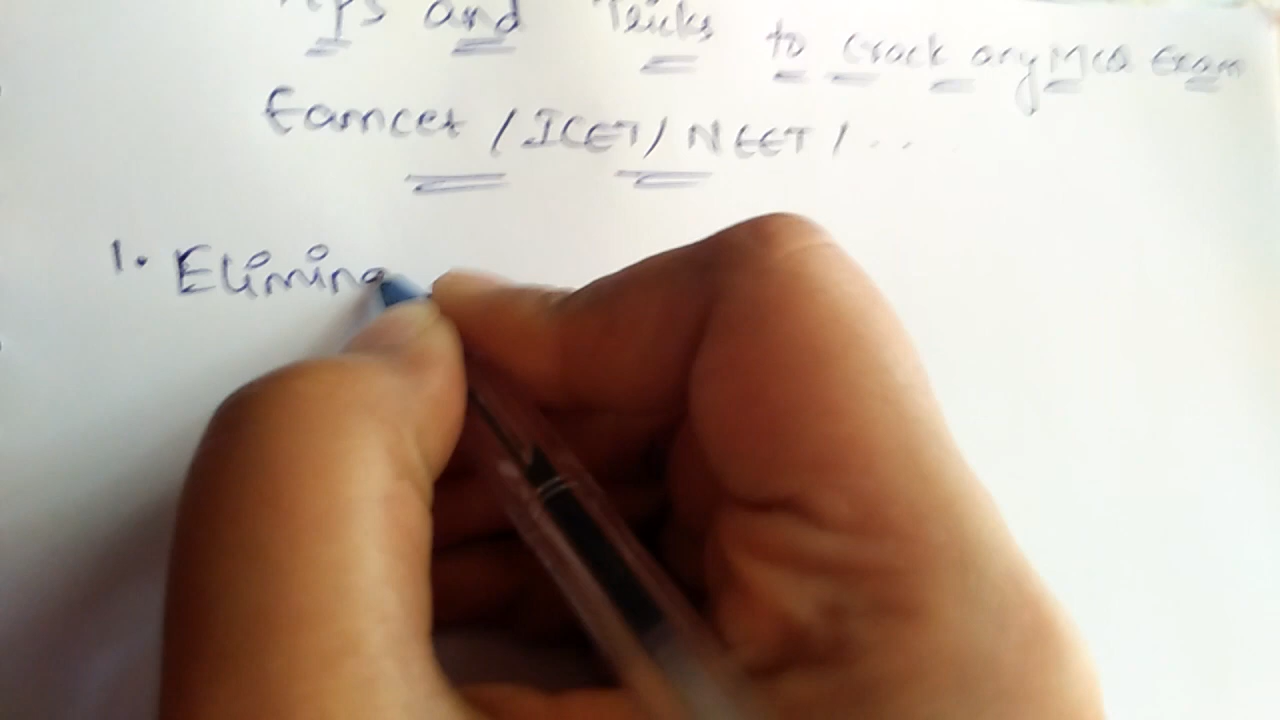 and Tricks to Crack any MCQ Exam
Eamcet / ICET / NEET / ...
1. Elimina